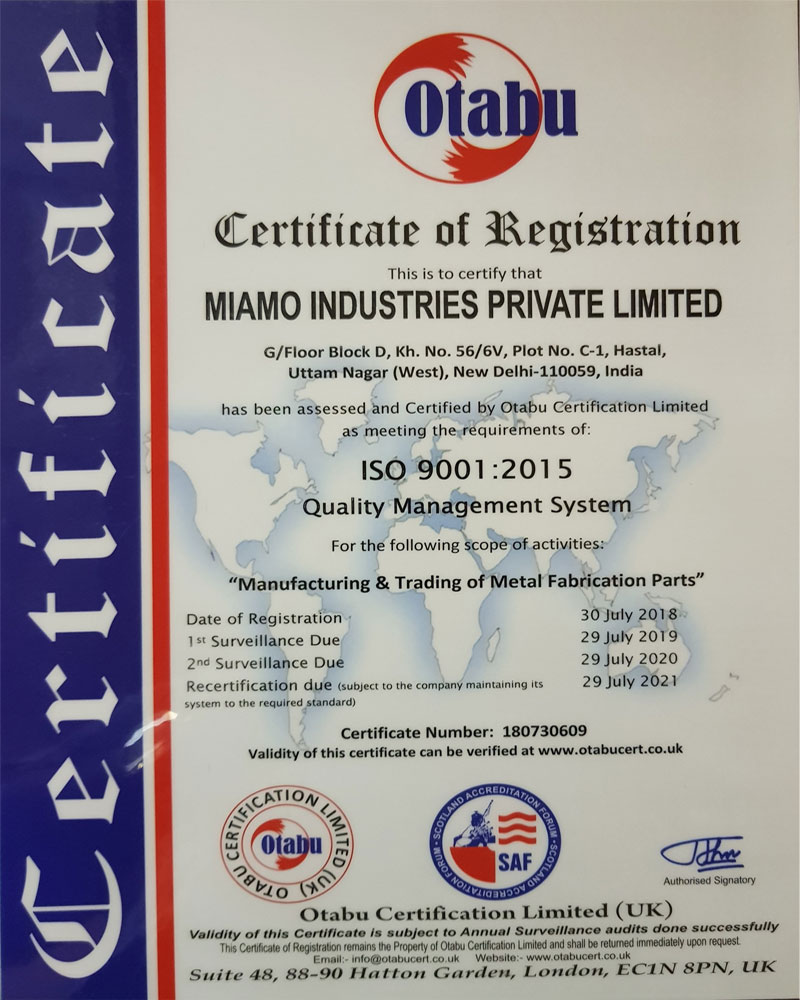 Certificate
Otabu
Certificate of Registration
This is to certify that
MIAMO INDUSTRIES PRIVATE LIMITED
G/Floor Block D, Kh. No. 56/6V, Plot No. C-1, Hastal,
Uttam Nagar (West), New Delhi-110059, India
has been assessed and Certified by Otabu Certification Limited
as meeting the requirements of:
ISO 9001:2015
Quality Management System
For the following scope of activities:
“Manufacturing & Trading of Metal Fabrication Parts”
Date of Registration 30 July 2018
1st Surveillance Due 29 July 2019
2nd Surveillance Due 29 July 2020
Recertification due (subject to the company maintaining its 29 July 2021
system to the required standard)
Certificate Number: 180730609
Validity of this certificate can be verified at www.otabucert.co.uk
OTABU CERTIFICATION LIMITED (UK)
Otabu
SCOTLAND ACCREDITATION FORUM - SCOTLAND ACCREDITATION FORUM -
SAF
Authorised Signatory
Otabu Certification Limited (UK)
Validity of this Certificate is subject to Annual Surveillance audits done successfully
This Certificate of Registration remains the Property of Otabu Certification Limited and shall be returned immediately upon request.
Email:- info@otabucert.co.uk Website:- www.otabucert.co.uk
Suite 48, 88-90 Hatton Garden, London, EC1N 8PN, UK